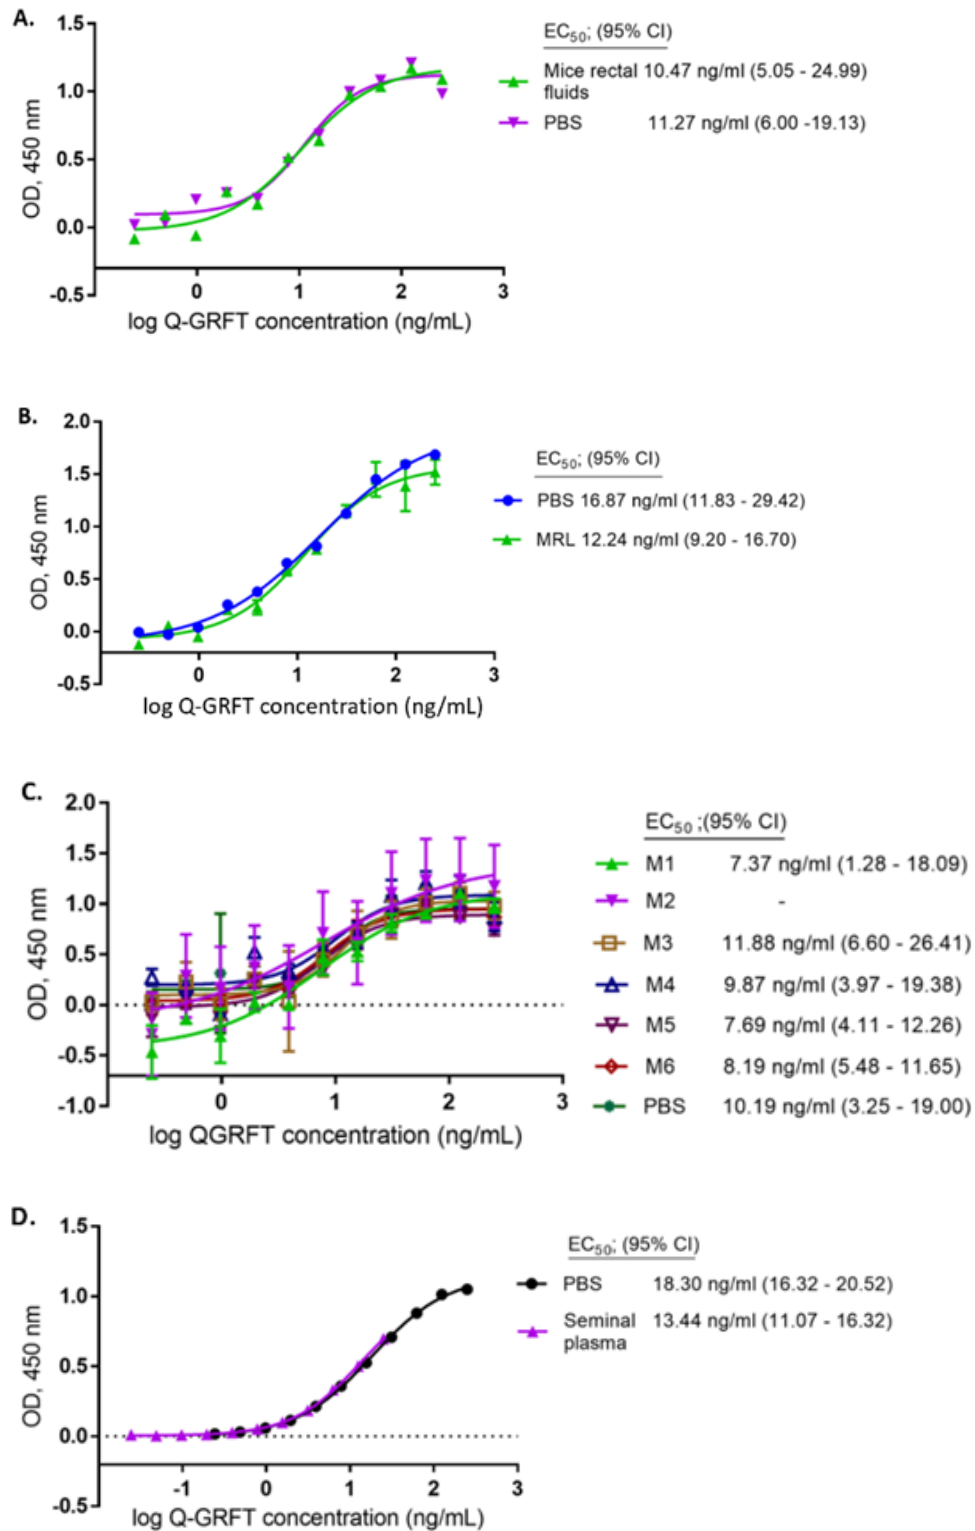 A.
1.5
1.0
0.5
0.0
-0.5
OD, 450 nm
0 1 2 3
log Q-GRFT concentration (ng/mL)
EC50; (95% CI)
Mice rectal 10.47 ng/ml (5.05 - 24.99)
fluids
PBS 11.27 ng/ml (6.00 -19.13)
B.
2.0
1.5
1.0
0.5
0.0
-0.5
OD, 450 nm
0 1 2 3
log Q-GRFT concentration (ng/mL)
EC50; (95% CI)
PBS 16.87 ng/ml (11.83 - 29.42)
MRL 12.24 ng/ml (9.20 - 16.70)
C.
2.0
1.5
1.0
0.5
0.0
-0.5
-1.0
OD, 450 nm
0 1 2 3
log QGRFT concentration (ng/mL)
EC50 ;(95% CI)
M1 7.37 ng/ml (1.28 - 18.09)
M2 -
M3 11.88 ng/ml (6.60 - 26.41)
M4 9.87 ng/ml (3.97 - 19.38)
M5 7.69 ng/ml (4.11 - 12.26)
M6 8.19 ng/ml (5.48 - 11.65)
PBS 10.19 ng/ml (3.25 - 19.00)
D.
1.5
1.0
0.5
0.0
-0.5
OD, 450 nm
-1 0 1 2 3
log Q-GRFT concentration (ng/mL)
EC50; (95% CI)
PBS 18.30 ng/ml (16.32 - 20.52)
Seminal 13.44 ng/ml (11.07 - 16.32)
plasma